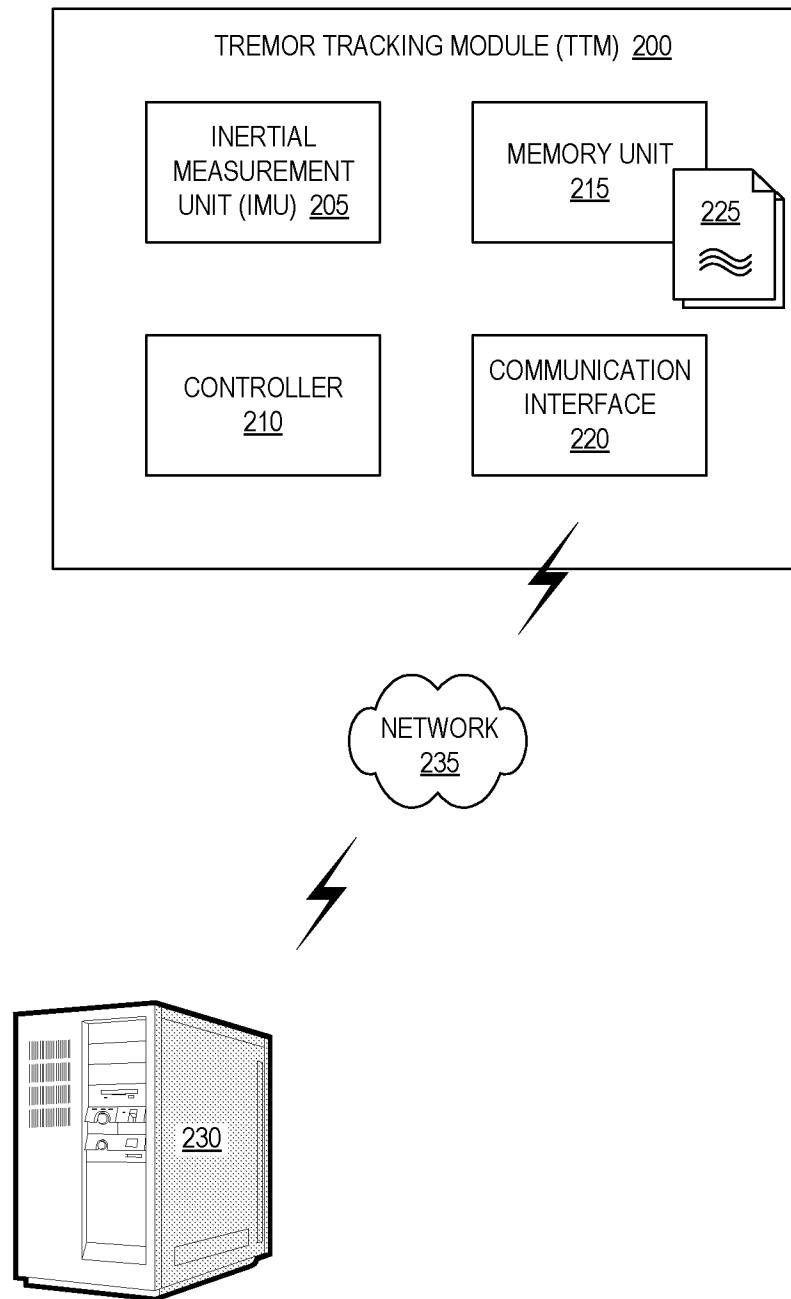 TREMOR TRACKING MODULE (TTM) 200
INERTIAL
MEASUREMENT
UNIT (IMU) 205
MEMORY UNIT
215
225
CONTROLLER
210
COMMUNICATION
INTERFACE
220
NETWORK
235
230